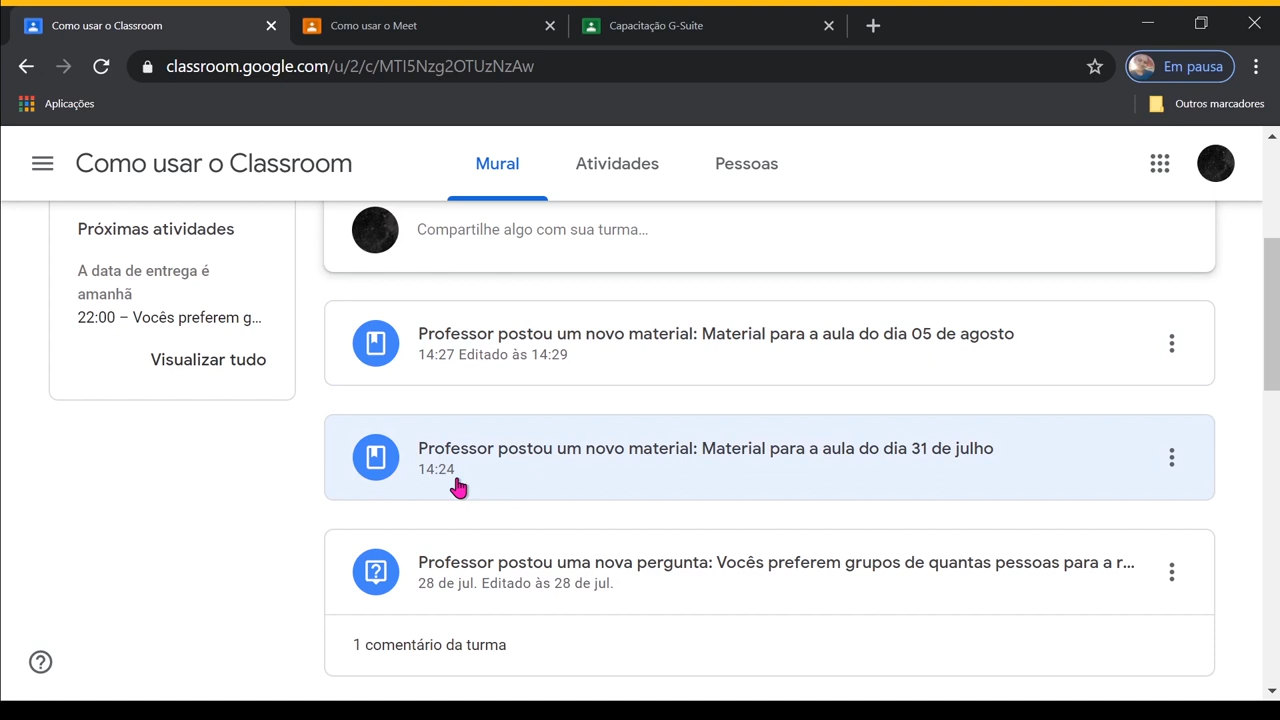 Como usar o Classroom
Como usar o Meet
Capacitação G-Suite
classroom.google.com/u/2/c/MTI5Nzg2OTUzNzAw
Em pausa
Aplicações
Outros marcadores
Como usar o Classroom
Mural
Atividades
Pessoas
Próximas atividades
A data de entrega é
amanhã
22:00 – Vocês preferem g...
Visualizar tudo
Compartilhe algo com sua turma...
Professor postou um novo material: Material para a aula do dia 05 de agosto
14:27 Editado às 14:29
Professor postou um novo material: Material para a aula do dia 31 de julho
14:24
Professor postou uma nova pergunta: Vocês preferem grupos de quantas pessoas para a r...
28 de jul. Editado às 28 de jul.
1 comentário da turma